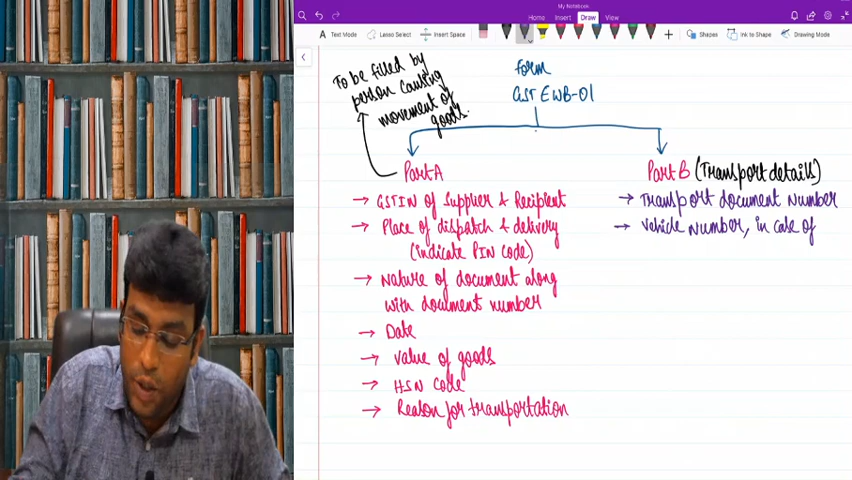 My Notebook
Home Insert Draw View
Text Mode Lasso Select Insert Space Shapes Ink to Shape Drawing Mode
To be filled by
person causing
movement of
goods.
Form
GST EWB-01
Part A
→ GSTIN of Supplier & Recipient
→ Place of dispatch & delivery
(indicate PIN code)
→ Nature of document along
with document number
→ Date
→ Value of goods
→ HSN Code
→ Reason for transportation
Part B (Transport details)
→ Transport document Number
→ Vehicle Number, in case of